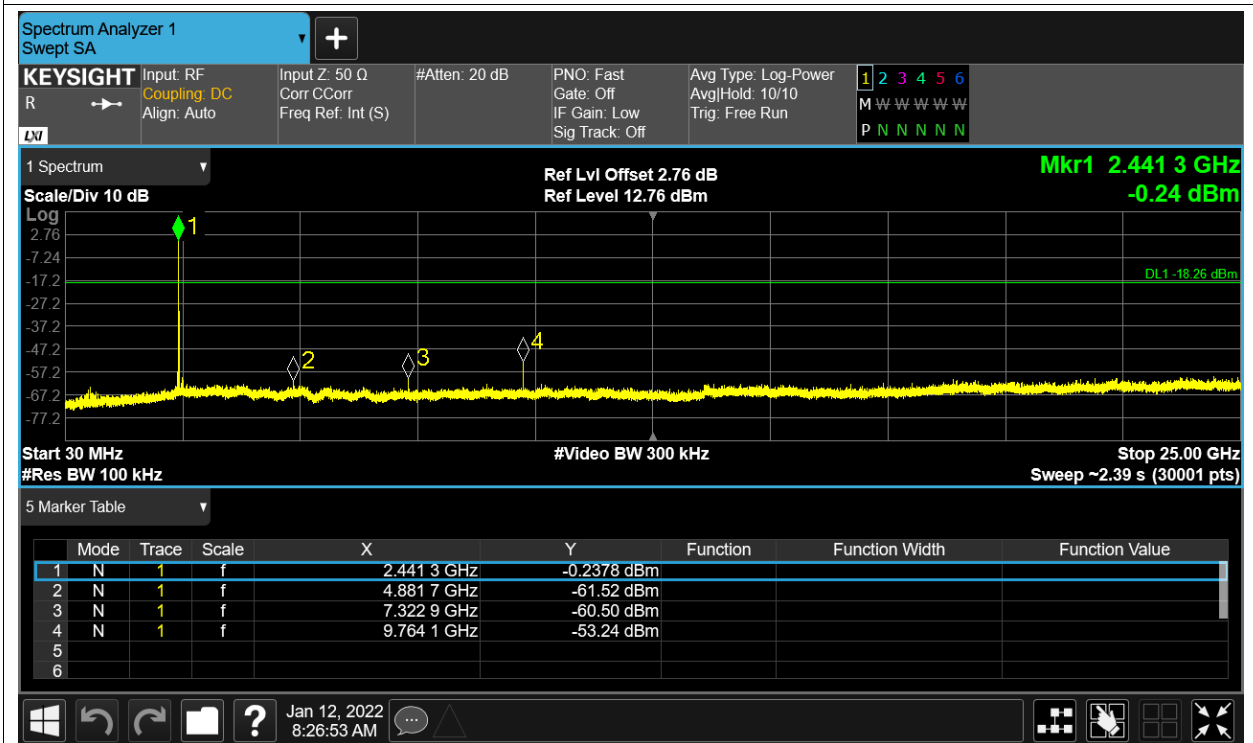 Spectrum Analyzer 1
Swept SA
KEYSIGHT
R
LXI
Input: RF
Coupling: DC
Align: Auto
Input Z: 50 Ω
Corr CCorr
Freq Ref: Int (S)
#Atten: 20 dB
PNO: Fast
Gate: Off
IF Gain: Low
Sig Track: Off
Avg Type: Log-Power
Avg|Hold: 10/10
Trig: Free Run
1 2 3 4 5 6
M W W W W W
P N N N N N
1 Spectrum
Scale/Div 10 dB
Ref Lvl Offset 2.76 dB
Ref Level 12.76 dBm
Mkr1 2.441 3 GHz
-0.24 dBm
Log
2.76
-7.24
-17.2
-27.2
-37.2
-47.2
-57.2
-67.2
-77.2
1
2
3
4
DL1 -18.26 dBm
Start 30 MHz
#Res BW 100 kHz
#Video BW 300 kHz
Stop 25.00 GHz
Sweep ~2.39 s (30001 pts)
5 Marker Table
Mode Trace Scale X Y Function Function Width Function Value
1 N 1 f 2.441 3 GHz -0.2378 dBm
2 N 1 f 4.881 7 GHz -61.52 dBm
3 N 1 f 7.322 9 GHz -60.50 dBm
4 N 1 f 9.764 1 GHz -53.24 dBm
5
6
?
Jan 12, 2022
8:26:53 AM